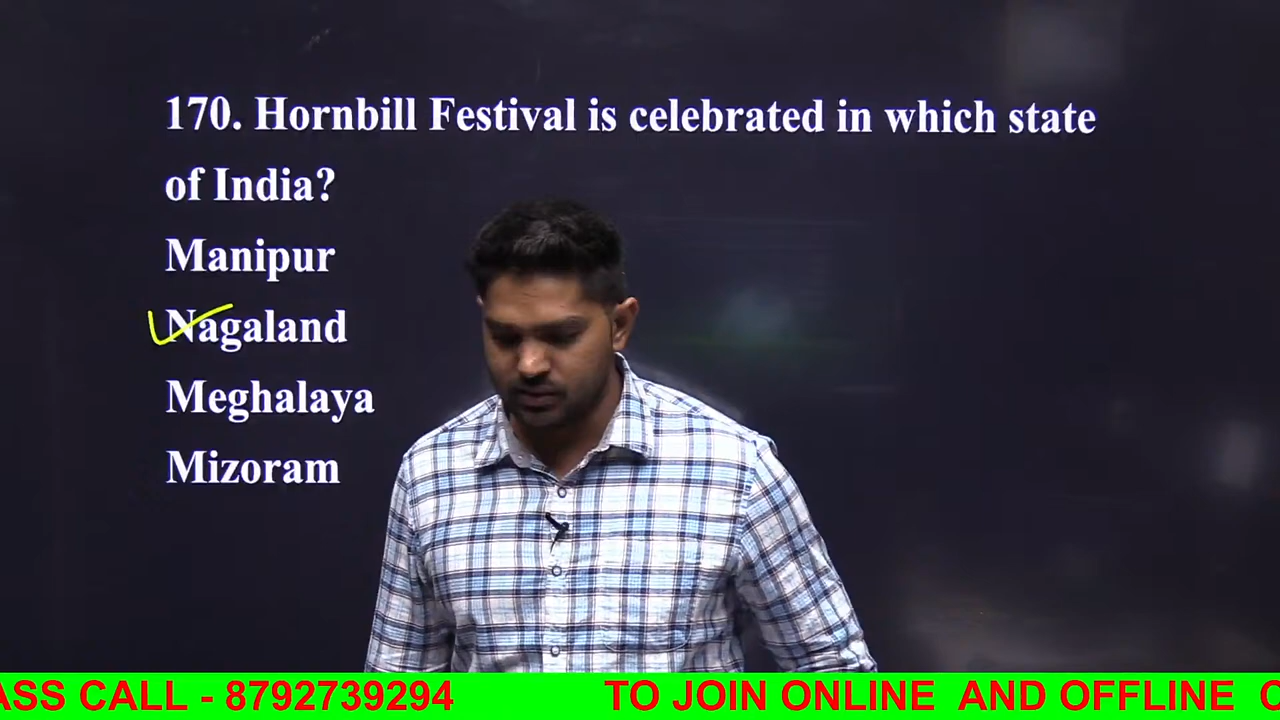 170. Hornbill Festival is celebrated in which state
of India?
Manipur
Nagaland
Meghalaya
Mizoram
ASS CALL - 8792739294 TO JOIN ONLINE AND OFFLINE C